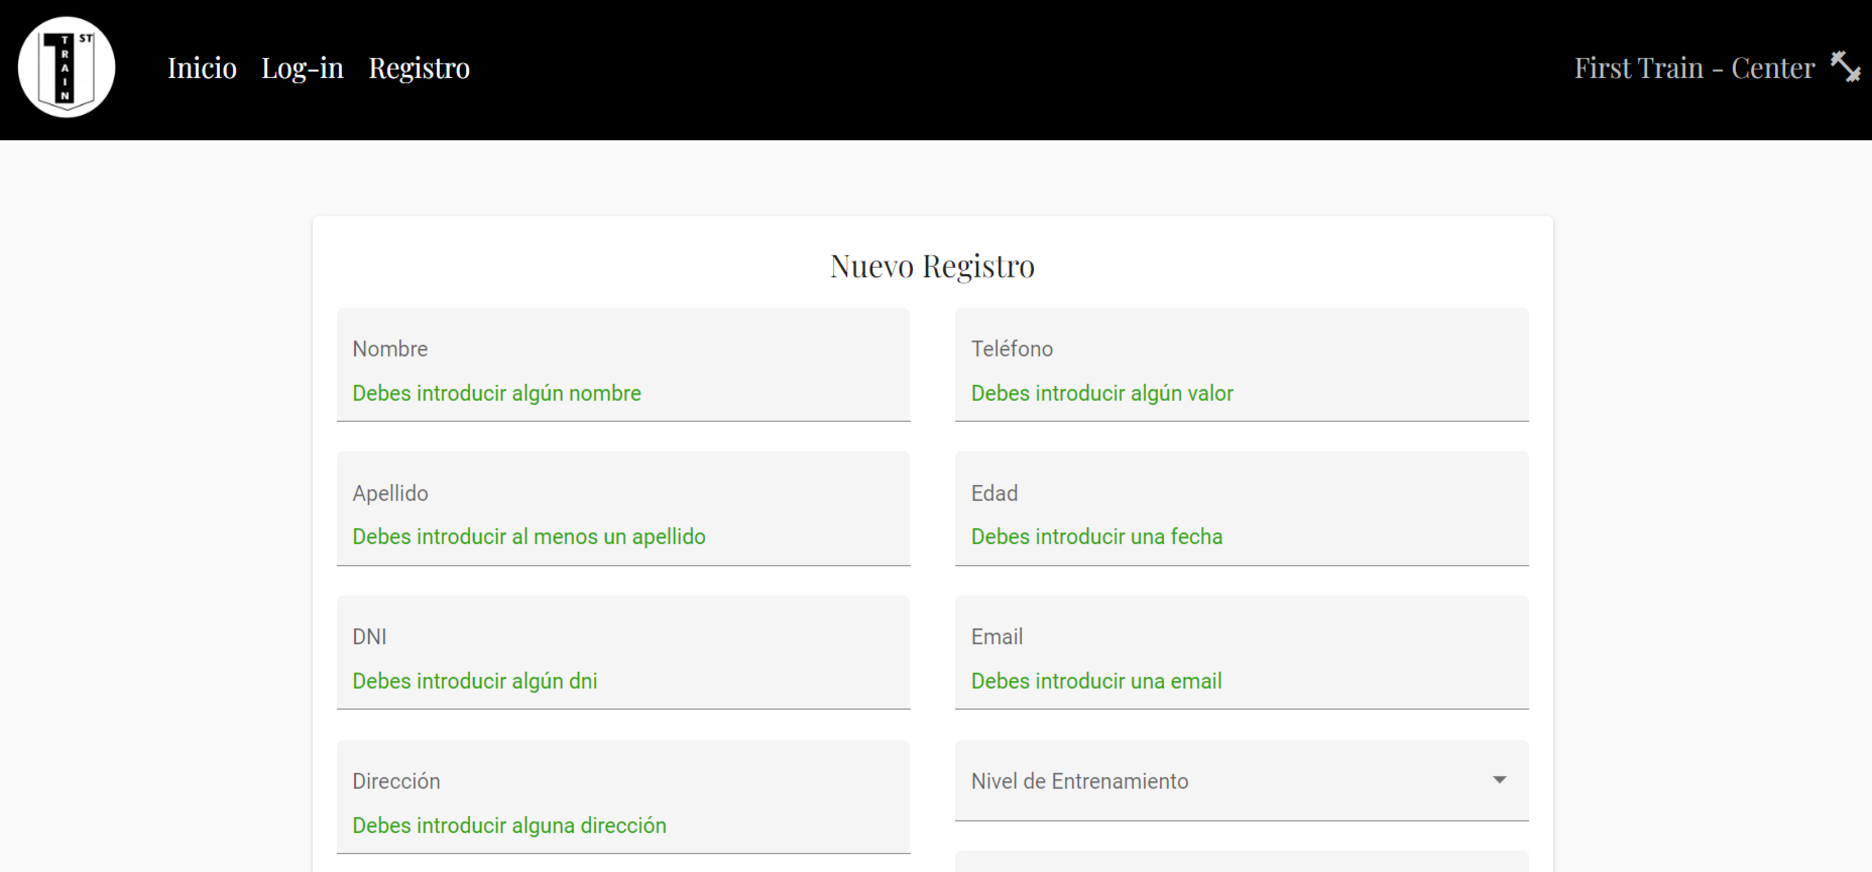 1 ST
TRAIN
Inicio Log-in Registro
First Train - Center
Nuevo Registro
Nombre
Debes introducir algún nombre
Teléfono
Debes introducir algún valor
Apellido
Debes introducir al menos un apellido
Edad
Debes introducir una fecha
DNI
Debes introducir algún dni
Email
Debes introducir una email
Dirección
Debes introducir alguna dirección
Nivel de Entrenamiento